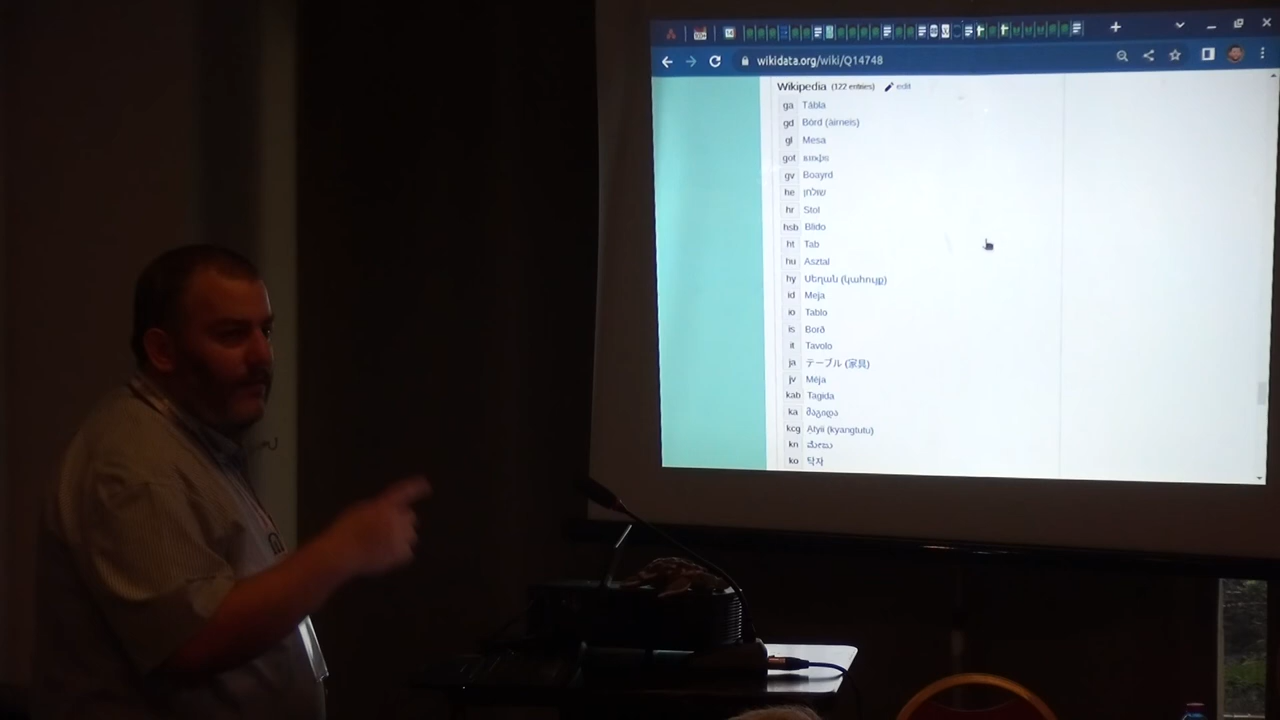 wikidata.org/wiki/Q14748
Wikipedia (122 entries) edit
ga Tábla
gd Bòrd (àirneis)
gl Mesa
got
gv Boayrd
he שולחן
hr Stol
hsb Blido
ht Tab
hu Asztal
hy Սեղան (կահույք)
id Meja
io Tablo
is Borð
it Tavolo
ja テーブル (家具)
jv Méja
kab Tagida
ka მაგიდა
kcg A̱tyii (kyangtutu)
kn ಮೇಜು
ko 탁자